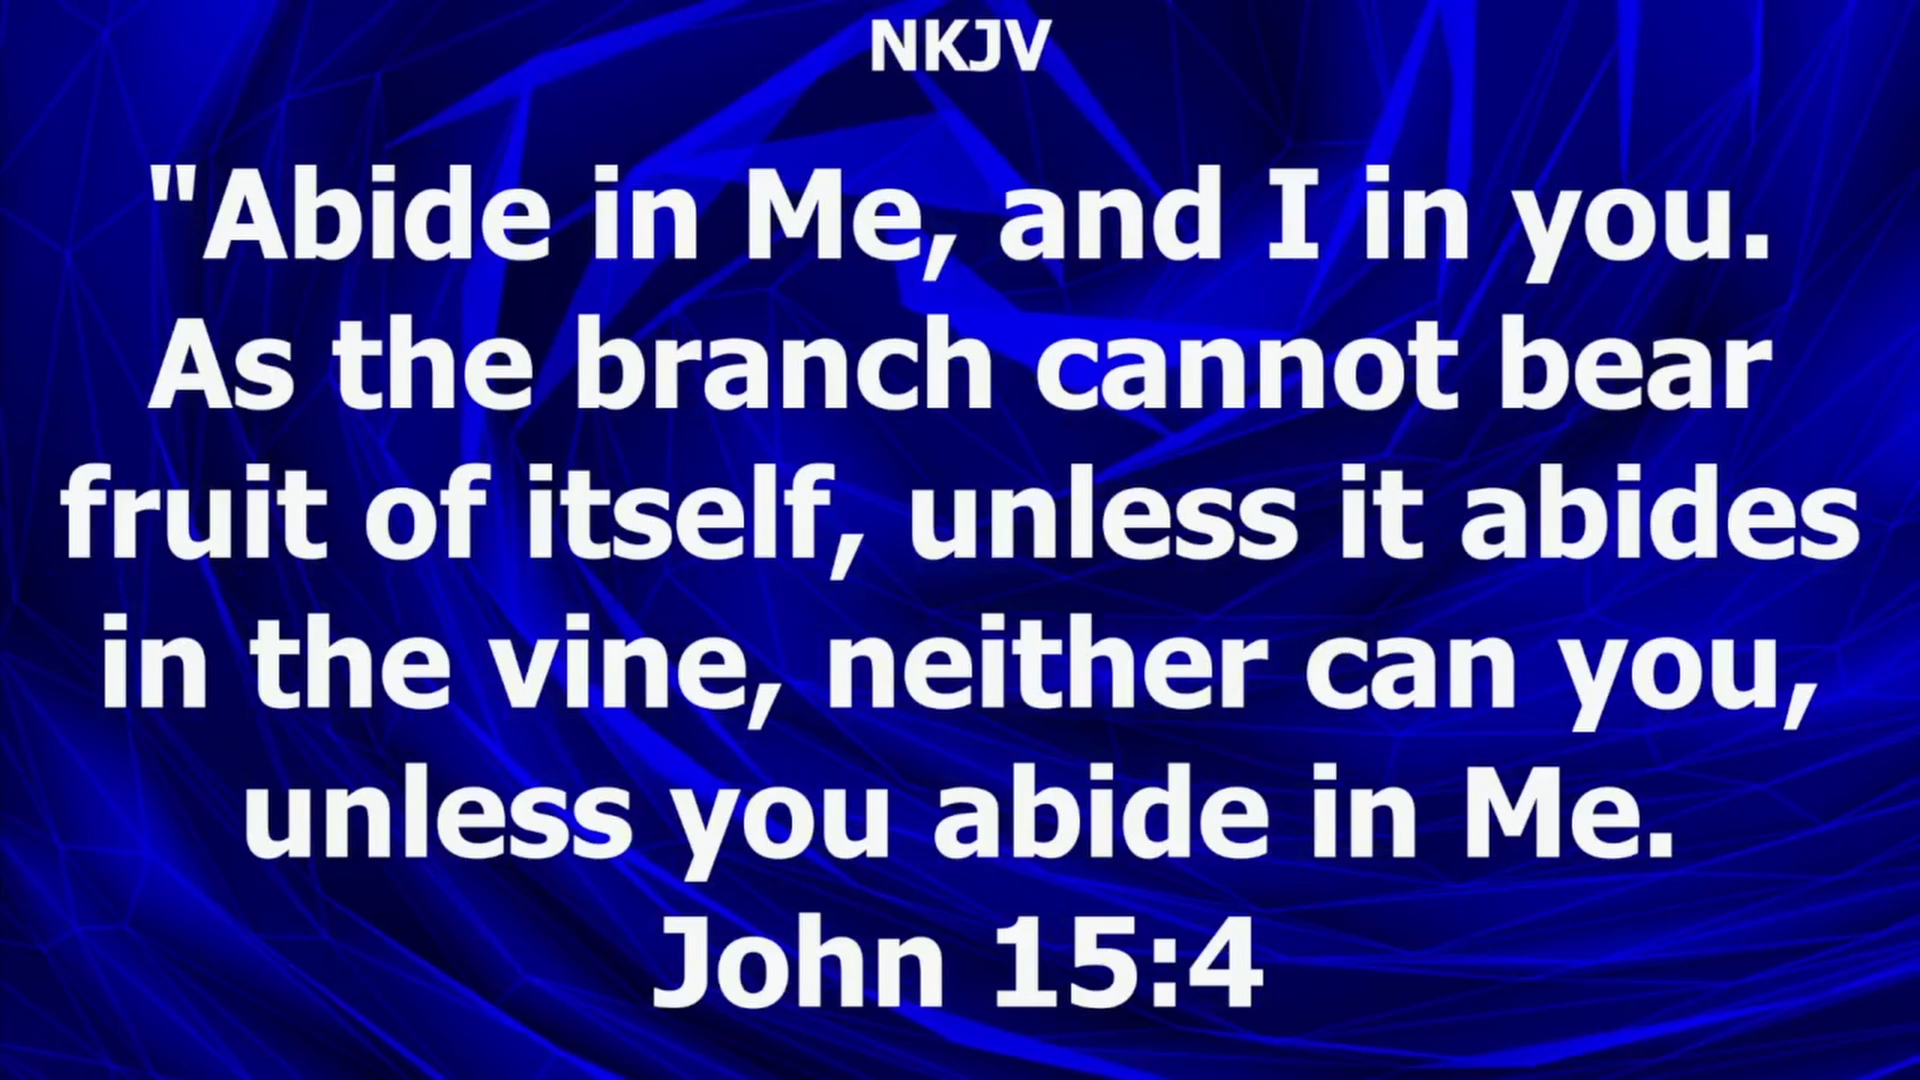 NKJV
"Abide in Me, and I in you.
As the branch cannot bear
fruit of itself, unless it abides
in the vine, neither can you,
unless you abide in Me.
John 15:4